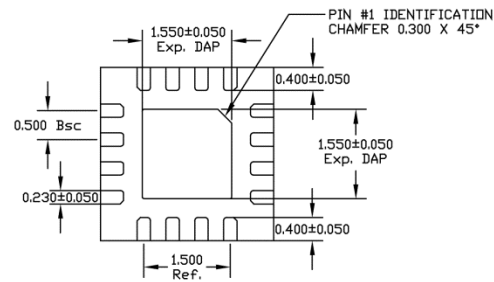 PIN #1 IDENTIFICATION
CHAMFER 0.300 X 45°
1.550±0.050
Exp. DAP
0.400±0.050
0.500 Bsc
1.550±0.050
Exp. DAP
0.230±0.050
0.400±0.050
1.500
Ref.